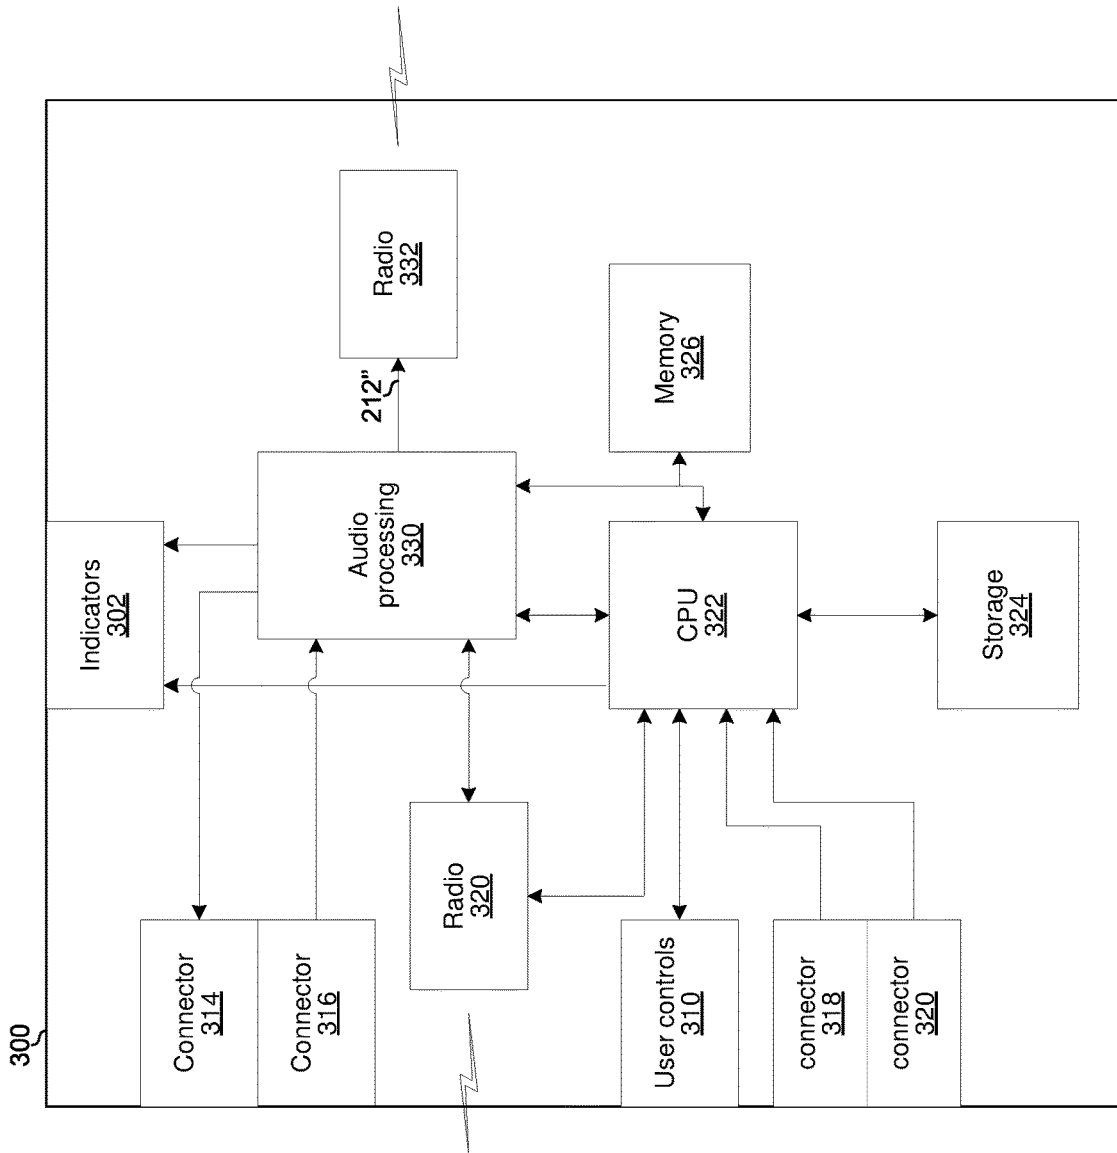 300
Connector
314
Connector
316
Radio
320
User controls
310
connector
318
connector
320
Indicators
302
Audio
processing
330
CPU
322
Storage
324
212”
Radio
332
Memory
326